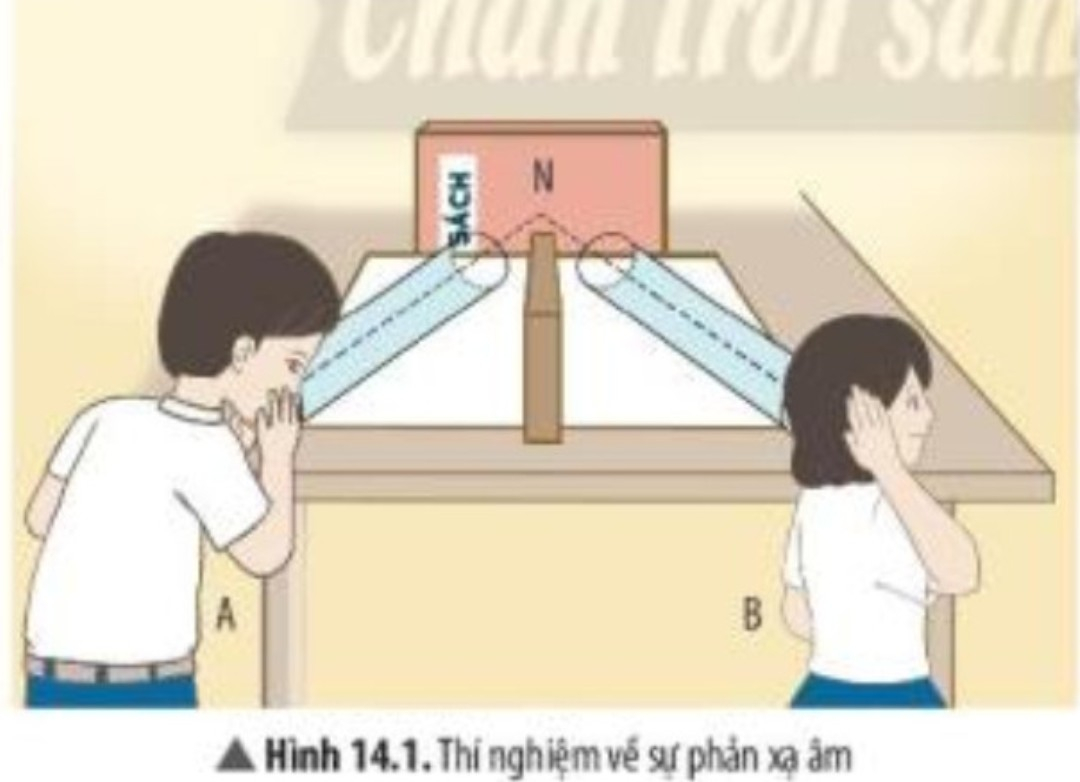 Chân trời sán
N
SÁCH
A
B
▲ Hình 14.1. Thí nghiệm về sự phản xạ âm